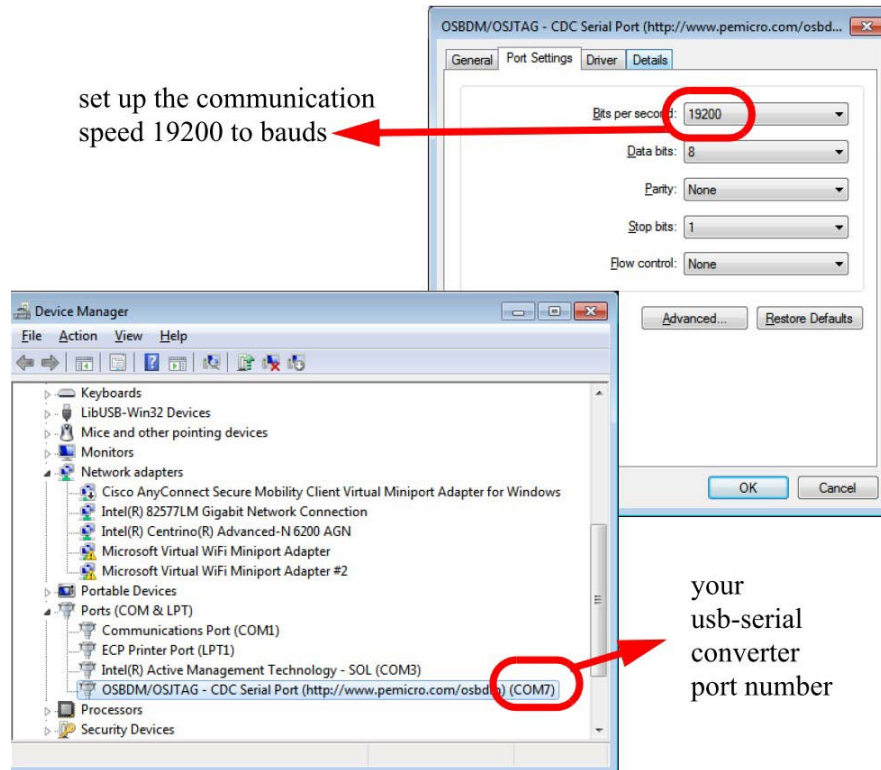 OSBDM/OSJTAG - CDC Serial Port (http://www.pemicro.com/osbd...
General Port Settings Driver Details
set up the communication
speed 19200 to bauds
Bits per second: 19200
Data bits: 8
Parity: None
Stop bits: 1
Flow control: None
Advanced... Restore Defaults
OK Cancel
Device Manager
File Action View Help
Keyboards
LibUSB-Win32 Devices
Mice and other pointing devices
Monitors
Network adapters
Cisco AnyConnect Secure Mobility Client Virtual Miniport Adapter for Windows
Intel(R) 82577LM Gigabit Network Connection
Intel(R) Centrino(R) Advanced-N 6200 AGN
Microsoft Virtual WiFi Miniport Adapter
Microsoft Virtual WiFi Miniport Adapter #2
Portable Devices
Ports (COM & LPT)
Communications Port (COM1)
ECP Printer Port (LPT1)
Intel(R) Active Management Technology - SOL (COM3)
OSBDM/OSJTAG - CDC Serial Port (COM7)
Processors
Security Devices
your
usb-serial
converter
port number